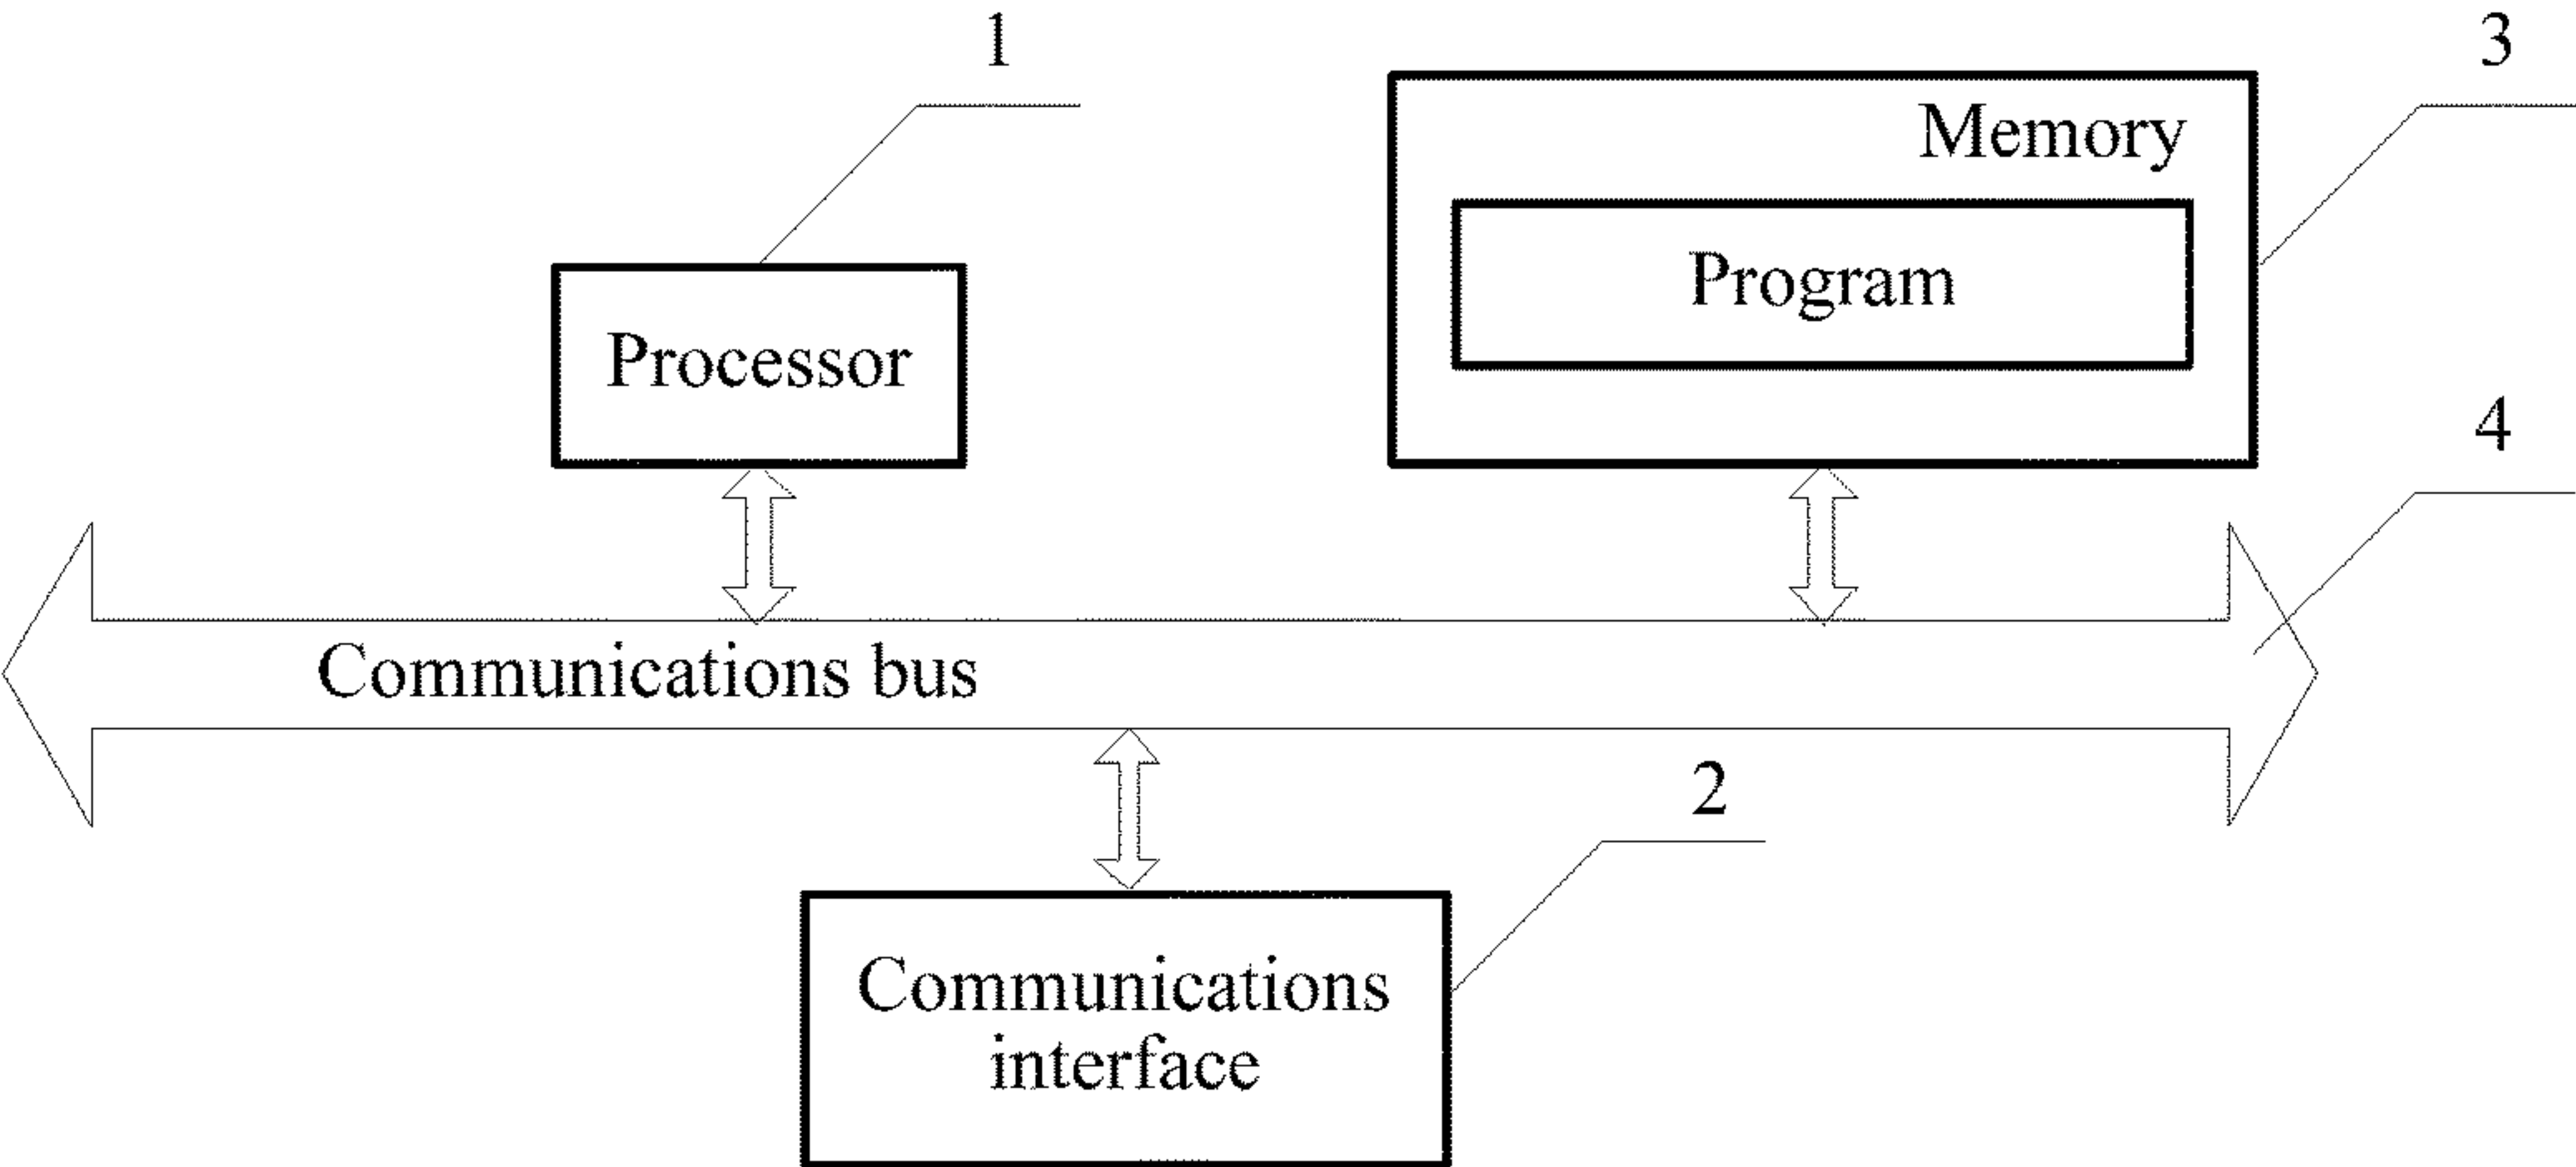 1
3
Memory
Program
Processor
4
Communications bus
2
Communications
interface